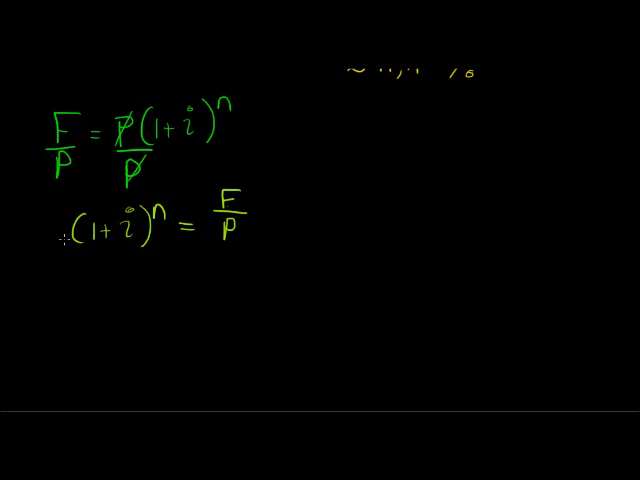 F/P = P(1 + i)^n/P
(1 + i)^n = F/P